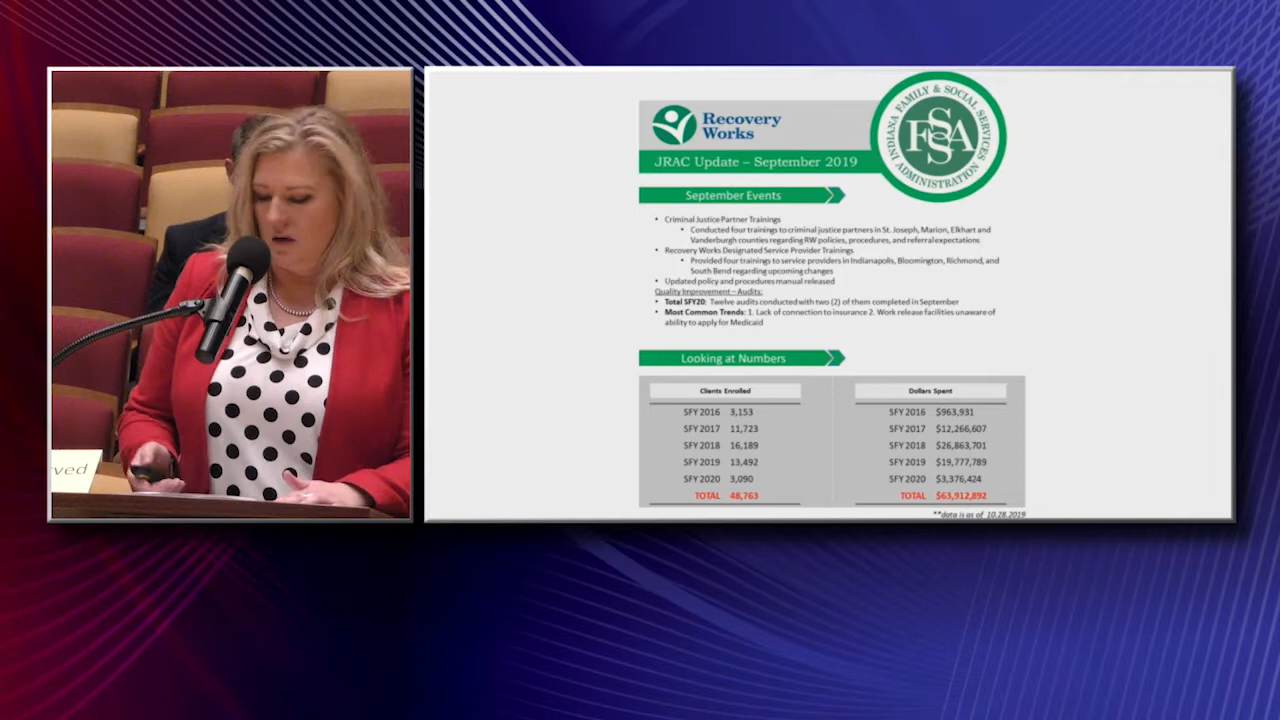 Recovery
Works
INDIANA FAMILY & SOCIAL SERVICES ADMINISTRATION
FSSA
JRAC Update – September 2019
September Events
• Criminal Justice Partner Trainings
• Conducted four trainings to criminal justice partners in St. Joseph, Marion, Elkhart and
Vanderburgh counties regarding RW policies, procedures, and referral expectations
• Recovery Works Designated Service Provider Trainings
• Provided four trainings to service providers in Indianapolis, Bloomington, Richmond, and
South Bend regarding upcoming changes
• Updated policy and procedures manual released
Quality Improvement – Audits:
• Total SFY20: Twelve audits conducted with two (2) of them completed in September
• Most Common Trends: 1. Lack of connection to insurance 2. Work release facilities unaware of
ability to apply for Medicaid
Looking at Numbers
Clients Enrolled
SFY 2016 3,153
SFY 2017 11,723
SFY 2018 16,189
SFY 2019 13,492
SFY 2020 3,090
TOTAL 48,763
Dollars Spent
SFY 2016 $963,931
SFY 2017 $12,266,607
SFY 2018 $26,863,701
SFY 2019 $19,777,789
SFY 2020 $3,376,424
TOTAL $63,912,892
**data is as of 10.28.2019
rved